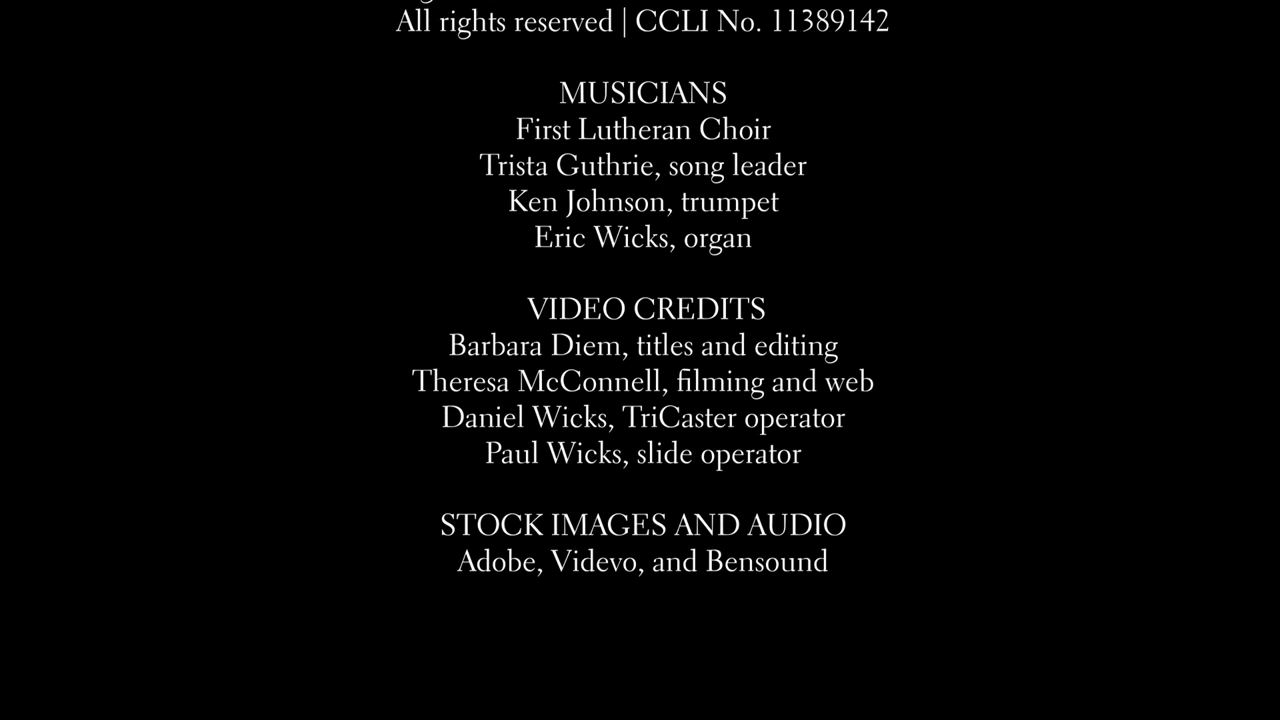 All rights reserved | CCLI No. 11389142
MUSICIANS
First Lutheran Choir
Trista Guthrie, song leader
Ken Johnson, trumpet
Eric Wicks, organ
VIDEO CREDITS
Barbara Diem, titles and editing
Theresa McConnell, filming and web
Daniel Wicks, TriCaster operator
Paul Wicks, slide operator
STOCK IMAGES AND AUDIO
Adobe, Videvo, and Bensound